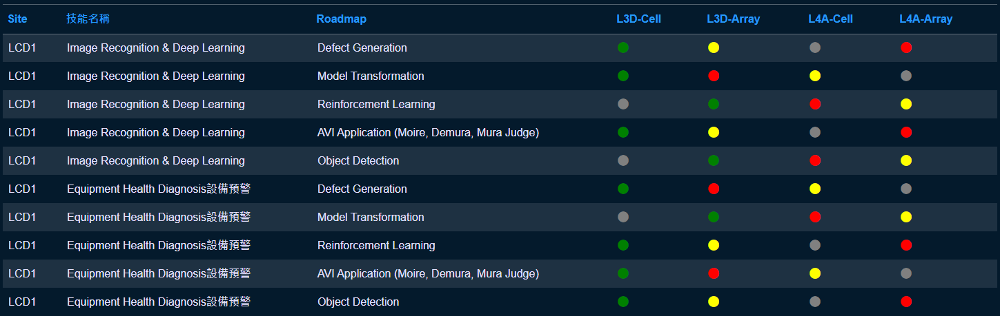 Site 技能名稱 Roadmap L3D-Cell L3D-Array L4A-Cell L4A-Array
LCD1 Image Recognition & Deep Learning Defect Generation
LCD1 Image Recognition & Deep Learning Model Transformation
LCD1 Image Recognition & Deep Learning Reinforcement Learning
LCD1 Image Recognition & Deep Learning AVI Application (Moire, Demura, Mura Judge)
LCD1 Image Recognition & Deep Learning Object Detection
LCD1 Equipment Health Diagnosis設備預警 Defect Generation
LCD1 Equipment Health Diagnosis設備預警 Model Transformation
LCD1 Equipment Health Diagnosis設備預警 Reinforcement Learning
LCD1 Equipment Health Diagnosis設備預警 AVI Application (Moire, Demura, Mura Judge)
LCD1 Equipment Health Diagnosis設備預警 Object Detection